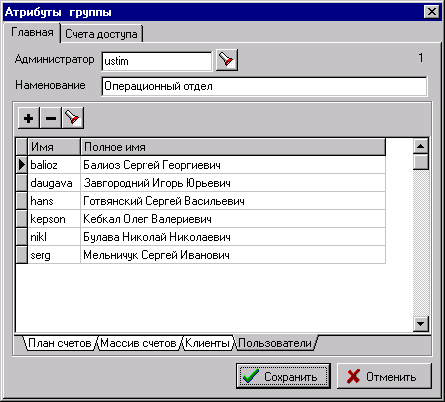 Атрибуты группы
Главная Счета доступа
Администратор ustim 1
Наменование Операционный отдел
Имя Полное имя
balioz Балиоз Сергей Георгиевич
daugava Завгородний Игорь Юрьевич
hans Готвянский Сергей Васильевич
kepson Кебкал Олег Валериевич
nikl Булава Николай Николаевич
serg Мельничук Сергей Иванович
План счетов Массив счетов Клиенты Пользователи
Сохранить Отменить